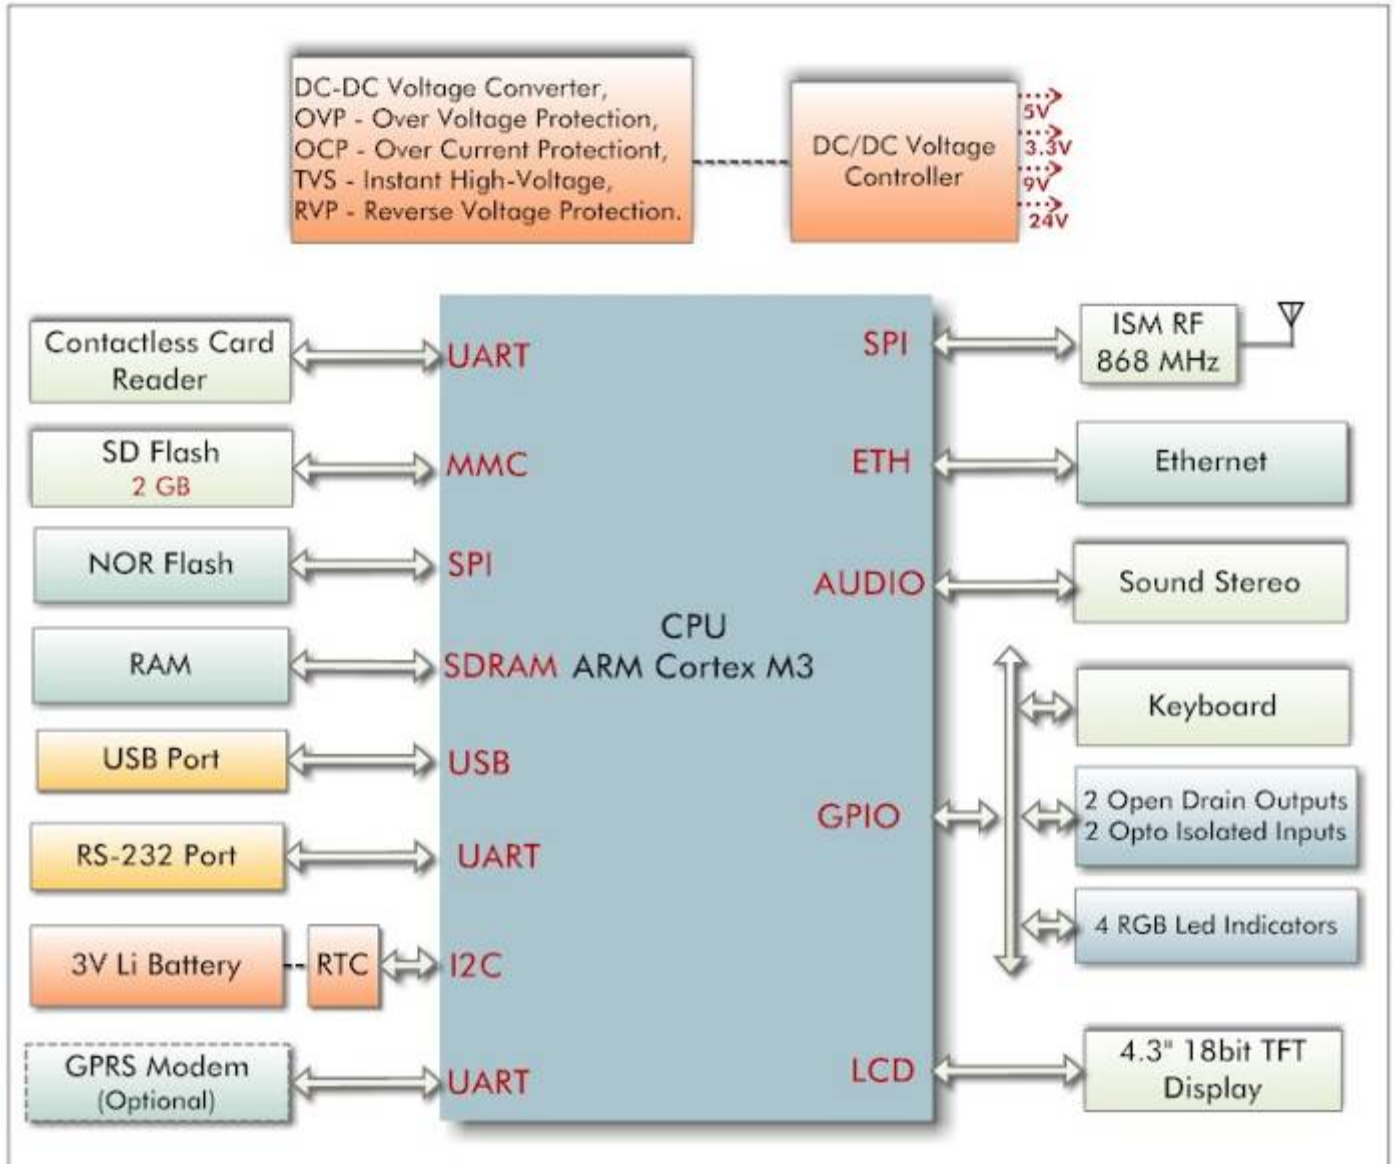 DC-DC Voltage Converter,
OVP - Over Voltage Protection,
OCP - Over Current Protectiont,
TVS - Instant High-Voltage,
RVP - Reverse Voltage Protection.
DC/DC Voltage
Controller
5V
3.3V
9V
24V
Contactless Card
Reader
UART
SD Flash
2 GB
MMC
NOR Flash
SPI
RAM
SDRAM
USB Port
USB
RS-232 Port
UART
3V Li Battery
RTC
I2C
GPRS Modem
(Optional)
UART
CPU
ARM Cortex M3
SPI
ISM RF
868 MHz
ETH
Ethernet
AUDIO
Sound Stereo
GPIO
Keyboard
2 Open Drain Outputs
2 Opto Isolated Inputs
4 RGB Led Indicators
LCD
4.3" 18bit TFT
Display